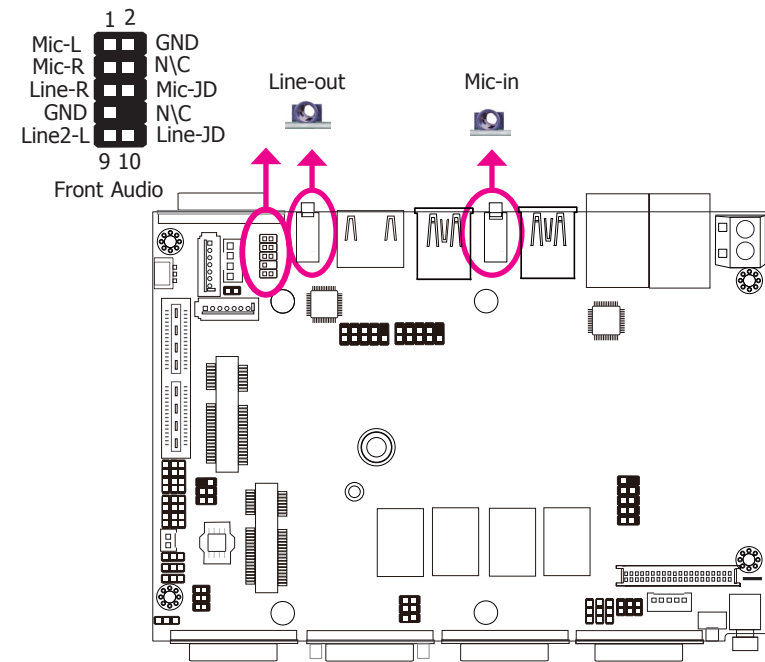 1 2
Mic-L GND
Mic-R N\C
Line-R Mic-JD
GND N\C
Line2-L Line-JD
9 10
Front Audio
Line-out
Mic-in